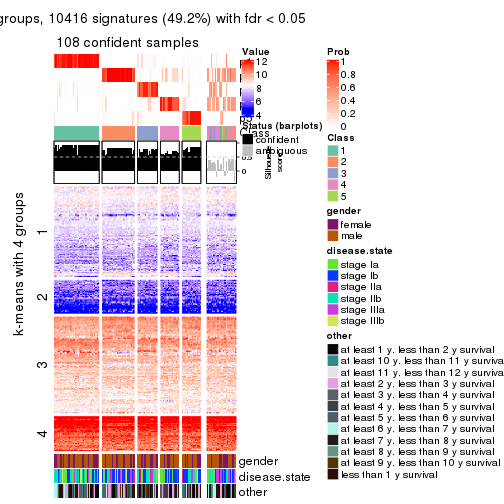 groups, 10416 signatures (49.2%) with fdr < 0.05
108 confident samples
k-means with 4 groups
1
2
3
4
Class
gender
disease.state
other
Value
12
10
8
6
4
Status (barplots)
confident
ambiguous
0.5
0
Silhouette
score
Prob
1
0.8
0.6
0.4
0.2
0
Class
1
2
3
4
5
gender
female
male
disease.state
stage Ia
stage Ib
stage IIa
stage IIb
stage IIIa
stage IIIb
other
at least 1 y. less than 2 y survival
at least 10 y. less than 11 y surviva
at least 11 y. less than 12 y surviva
at least 2 y. less than 3 y survival
at least 3 y. less than 4 y survival
at least 4 y. less than 5 y survival
at least 5 y. less than 6 y survival
at least 6 y. less than 7 y survival
at least 7 y. less than 8 y survival
at least 8 y. less than 9 y survival
at least 9 y. less than 10 y survival
less than 1 y survival